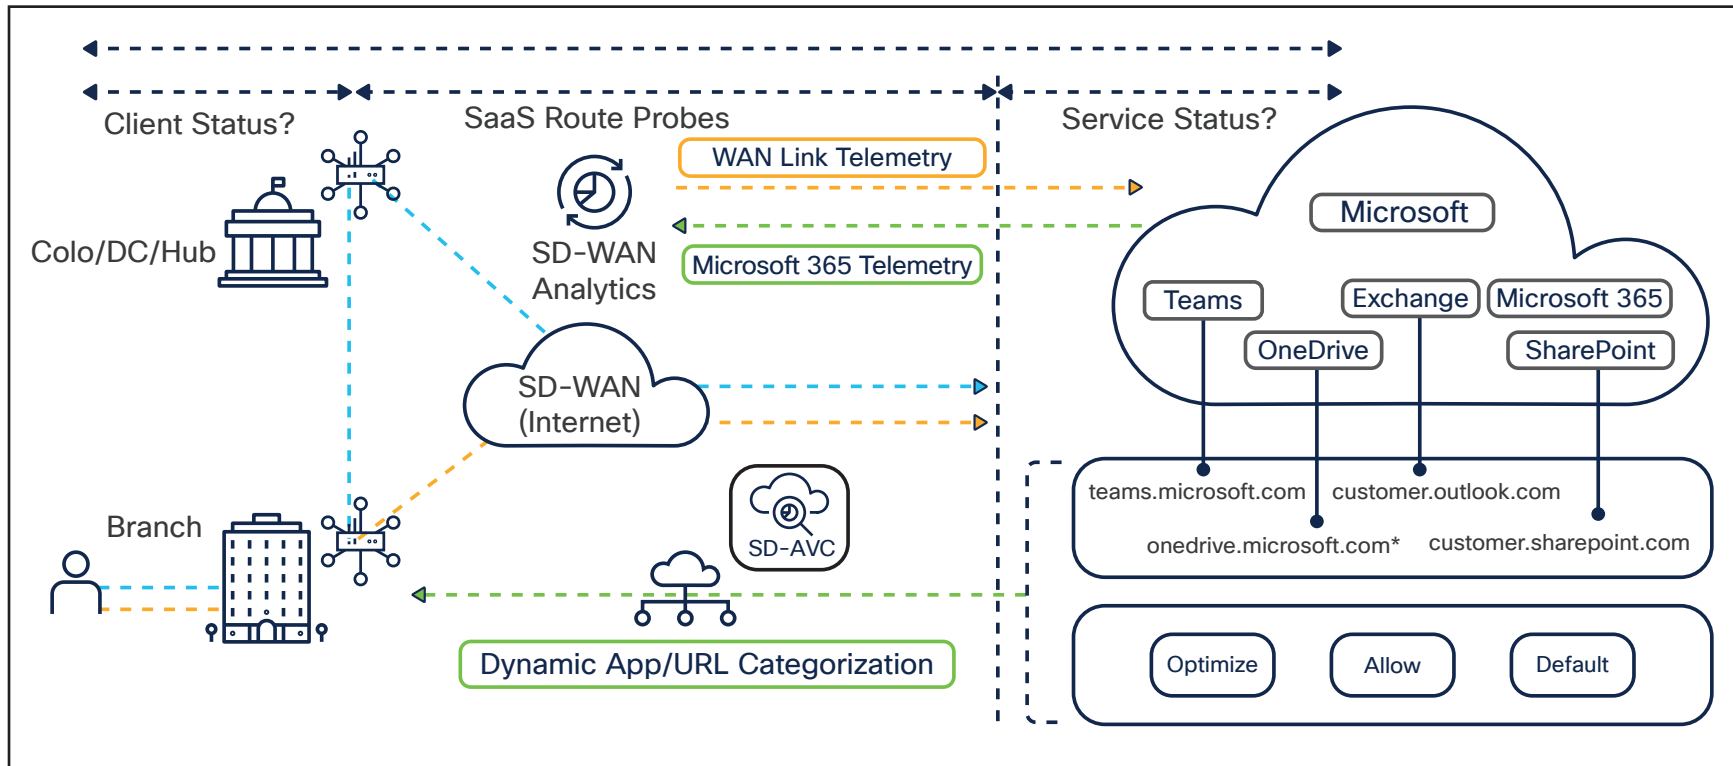 Client Status?
SaaS Route Probes
Service Status?
WAN Link Telemetry
Microsoft
Colo/DC/Hub
SD-WAN
Analytics
Microsoft 365 Telemetry
Teams
Exchange
Microsoft 365
OneDrive
SharePoint
SD-WAN
(Internet)
teams.microsoft.com
customer.outlook.com
onedrive.microsoft.com*
customer.sharepoint.com
Branch
SD-AVC
Dynamic App/URL Categorization
Optimize
Allow
Default